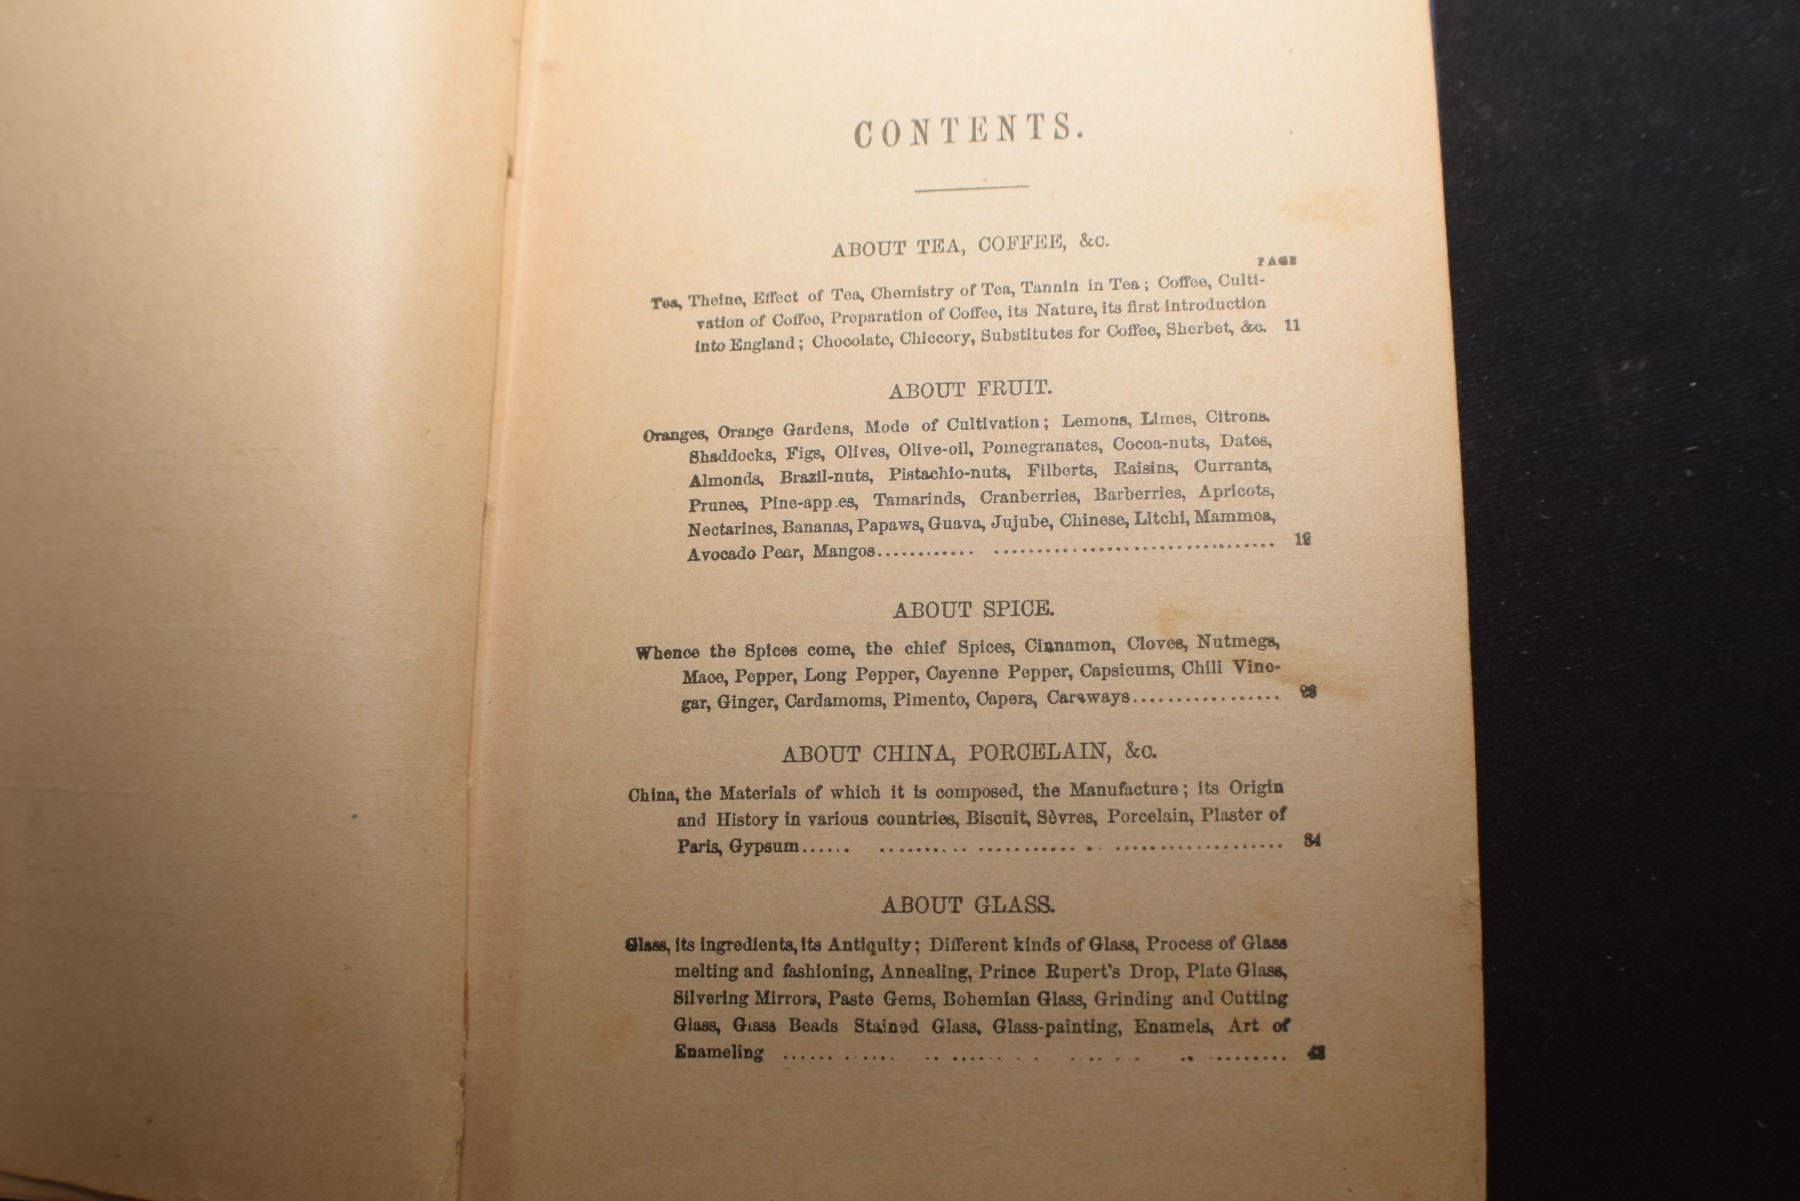 CONTENTS.
ABOUT TEA, COFFEE, &c.
PAGE
Tea, Theine, Effect of Tea, Chemistry of Tea, Tannin in Tea; Coffee, Culti-
vation of Coffee, Preparation of Coffee, its Nature, its first introduction
into England; Chocolate, Chiccory, Substitutes for Coffee, Sherbet, &c. 11
ABOUT FRUIT.
Oranges, Orange Gardens, Mode of Cultivation; Lemons, Limes, Citrons.
Shaddocks, Figs, Olives, Olive-oil, Pomegranates, Cocoa-nuts, Dates,
Almonds, Brazil-nuts, Pistachio-nuts, Filberts, Raisins, Currants,
Prunes, Pine-app.es, Tamarinds, Cranberries, Barberries, Apricots,
Nectarines, Bananas, Papaws, Guava, Jujube, Chinese, Litchi, Mammea,
Avocado Pear, Mangos............ ..................................
ABOUT SPICE.
Whence the Spices come, the chief Spices, Cinnamon, Cloves, Nutmegs,
Mace, Pepper, Long Pepper, Cayenne Pepper, Capsicums, Chili Vine-
gar, Ginger, Cardamoms, Pimento, Capers, Caraways.................
ABOUT CHINA, PORCELAIN, &c.
China, the Materials of which it is composed, the Manufacture; its Origin
and History in various countries, Biscuit, Sèvres, Porcelain, Plaster of
Paris, Gypsum...... .......... ........... . .................... 34
ABOUT GLASS.
Glass, its ingredients, its Antiquity; Different kinds of Glass, Process of Glass
melting and fashioning, Annealing, Prince Rupert's Drop, Plate Glass,
Silvering Mirrors, Paste Gems, Bohemian Glass, Grinding and Cutting
Glass, Glass Beads Stained Glass, Glass-painting, Enamels, Art of
Enameling ...... ...... .. ...... . . .... .. .........